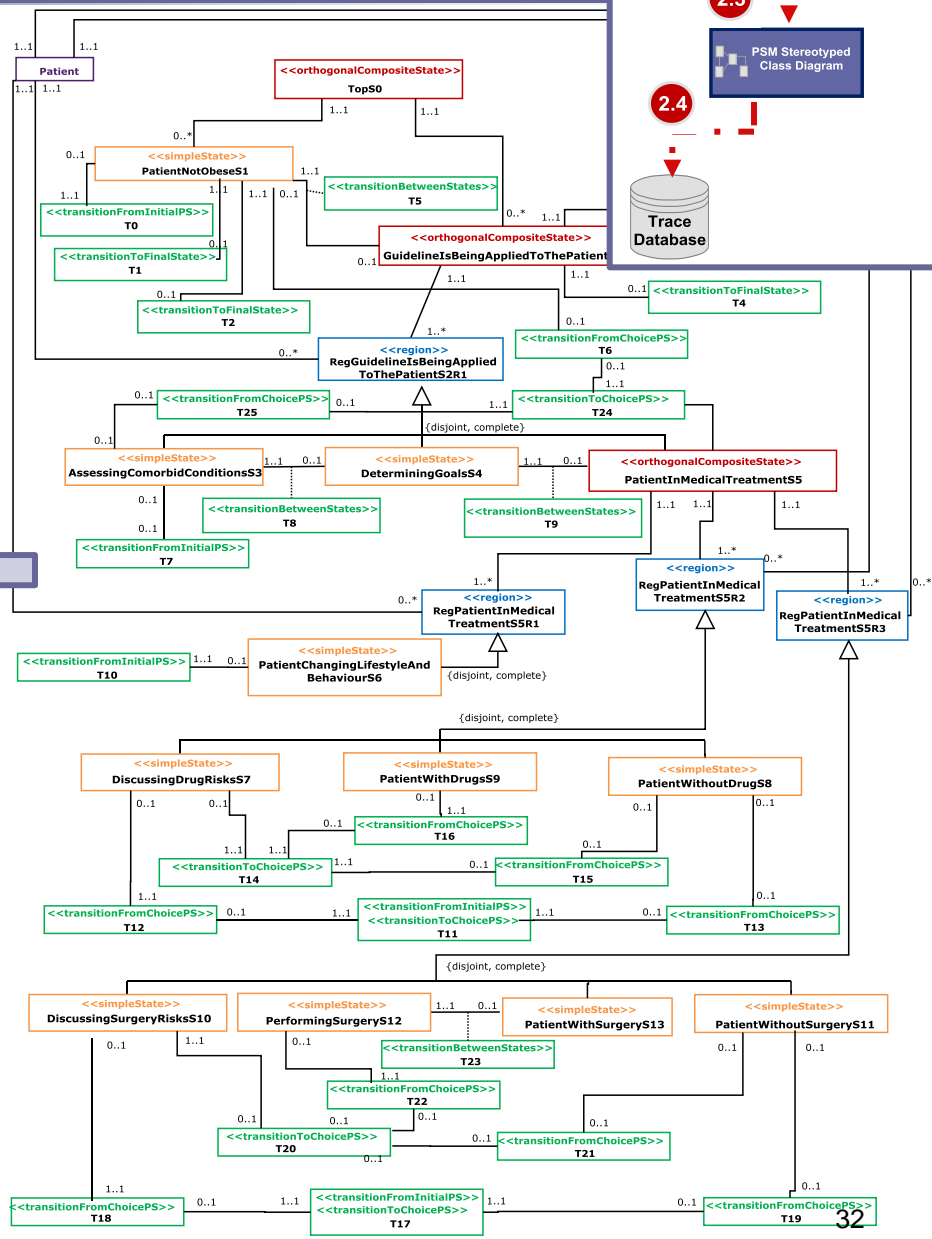 2.3
PSM Stereotyped
Class Diagram
2.4
Trace
Database
1..1
1..1
Patient
1..1
1..1
<<orthogonalCompositeState>>
TopS0
1..1
1..1
0..*
0..1
<<simpleState>>
PatientNotObeseS1
1..1
1..1
1..1
1..1
0..1
<<transitionBetweenStates>>
T5
<<transitionFromInitialPS>>
T0
0..*
1..1
0..1
<<transitionToFinalState>>
T1
<<orthogonalCompositeState>>
GuidelineIsBeingAppliedToThePatient
0..1
1..1
1..1
0..1
<<transitionToFinalState>>
T2
0..1
<<transitionToFinalState>>
T4
1..*
0..1
0..*
<<region>>
RegGuidelineIsBeingApplied
ToThePatientS2R1
<<transitionFromChoicePS>>
T6
0..1
1..1
0..1
<<transitionFromChoicePS>>
T25
0..1
1..1
<<transitionToChoicePS>>
T24
{disjoint, complete}
0..1
<<simpleState>>
AssessingComorbidConditionsS3
1..1
0..1
<<simpleState>>
DeterminingGoalsS4
1..1
0..1
<<orthogonalCompositeState>>
PatientInMedicalTreatmentS5
0..1
<<transitionBetweenStates>>
T8
<<transitionBetweenStates>>
T9
1..1
1..1
1..1
0..1
<<transitionFromInitialPS>>
T7
1..*
0..*
1..*
1..*
0..*
0..*
<<region>>
RegPatientInMedical
TreatmentS5R1
<<region>>
RegPatientInMedical
TreatmentS5R2
<<region>>
RegPatientInMedical
TreatmentS5R3
<<transitionFromInitialPS>>
T10
1..1
0..1
<<simpleState>>
PatientChangingLifestyleAnd
BehaviourS6
{disjoint, complete}
{disjoint, complete}
<<simpleState>>
DiscussingDrugRisksS7
<<simpleState>>
PatientWithDrugsS9
<<simpleState>>
PatientWithoutDrugS8
0..1
0..1
0..1
1..1
0..1
0..1
0..1
<<transitionFromChoicePS>>
T16
1..1
1..1
0..1
<<transitionToChoicePS>>
T14
1..1
0..1
<<transitionFromChoicePS>>
T15
1..1
0..1
<<transitionFromChoicePS>>
T12
0..1
1..1
<<transitionFromInitialPS>>
<<transitionToChoicePS>>
T11
1..1
0..1
<<transitionFromChoicePS>>
T13
{disjoint, complete}
<<simpleState>>
DiscussingSurgeryRisksS10
<<simpleState>>
PerformingSurgeryS12
1..1
0..1
<<simpleState>>
PatientWithSurgeryS13
<<simpleState>>
PatientWithoutSurgeryS11
0..1
1..1
0..1
0..1
0..1
<<transitionBetweenStates>>
T23
1..1
<<transitionFromChoicePS>>
T22
0..1
0..1
0..1
0..1
<<transitionToChoicePS>>
T20
0..1
0..1
<<transitionFromChoicePS>>
T21
1..1
0..1
<<transitionFromChoicePS>>
T18
0..1
1..1
<<transitionFromInitialPS>>
<<transitionToChoicePS>>
T17
1..1
0..1
<<transitionFromChoicePS>>
T19
32